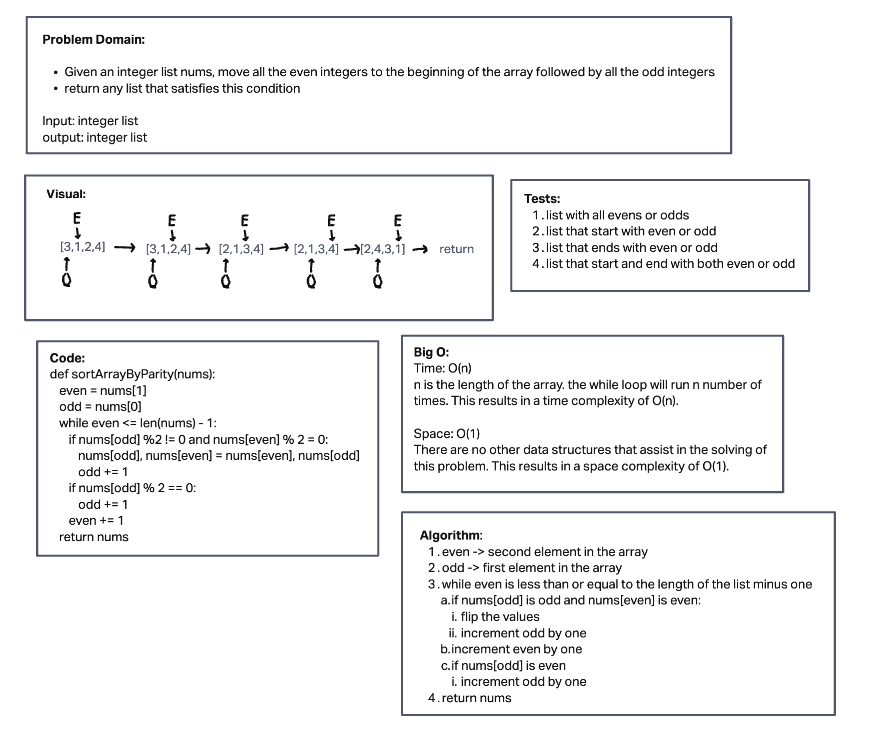 Problem Domain:
• Given an integer list nums, move all the even integers to the beginning of the array followed by all the odd integers
• return any list that satisfies this condition
Input: integer list
output: integer list
Visual:
E E E E E
[3,1,2,4] → [3,1,2,4] → [2,1,3,4] → [2,1,3,4] → [2,4,3,1] → return
O O O O O
Tests:
1. list with all evens or odds
2. list that start with even or odd
3. list that ends with even or odd
4. list that start and end with both even or odd
Code:
def sortArrayByParity(nums):
even = nums[1]
odd = nums[0]
while even <= len(nums) - 1:
if nums[odd] %2 != 0 and nums[even] % 2 = 0:
nums[odd], nums[even] = nums[even], nums[odd]
odd += 1
if nums[odd] % 2 == 0:
odd += 1
even += 1
return nums
Big O:
Time: O(n)
n is the length of the array. the while loop will run n number of
times. This results in a time complexity of O(n).
Space: O(1)
There are no other data structures that assist in the solving of
this problem. This results in a space complexity of O(1).
Algorithm:
1. even -> second element in the array
2. odd -> first element in the array
3. while even is less than or equal to the length of the list minus one
a. if nums[odd] is odd and nums[even] is even:
i. flip the values
ii. increment odd by one
b. increment even by one
c. if nums[odd] is even
i. increment odd by one
4. return nums